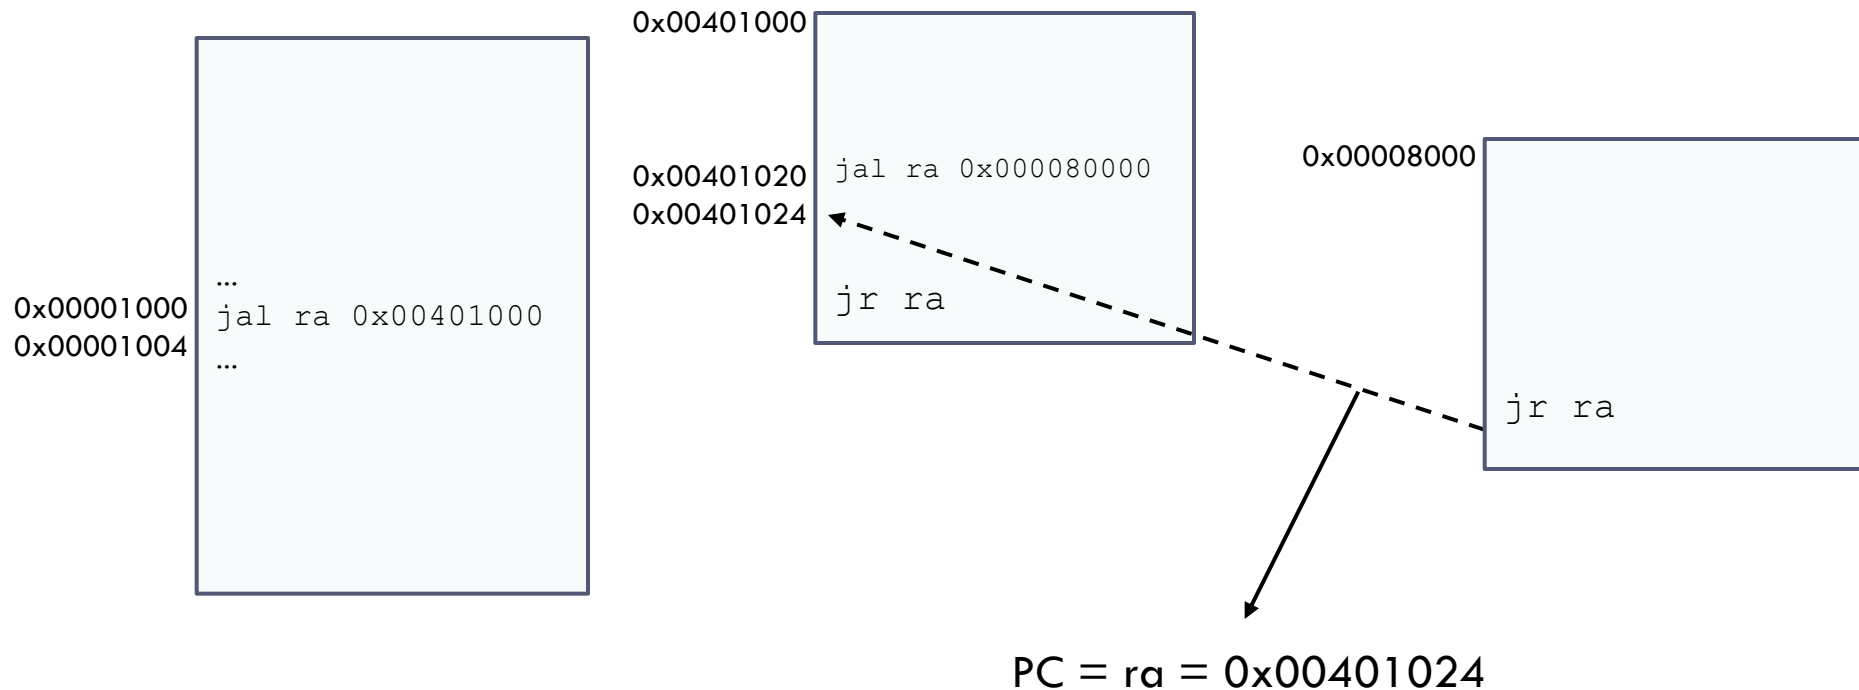 0x00001000
0x00001004
...
jal ra 0x00401000
...
0x00401000
0x00401020
0x00401024
jal ra 0x000080000
jr ra
0x00008000
jr ra
PC = ra = 0x00401024